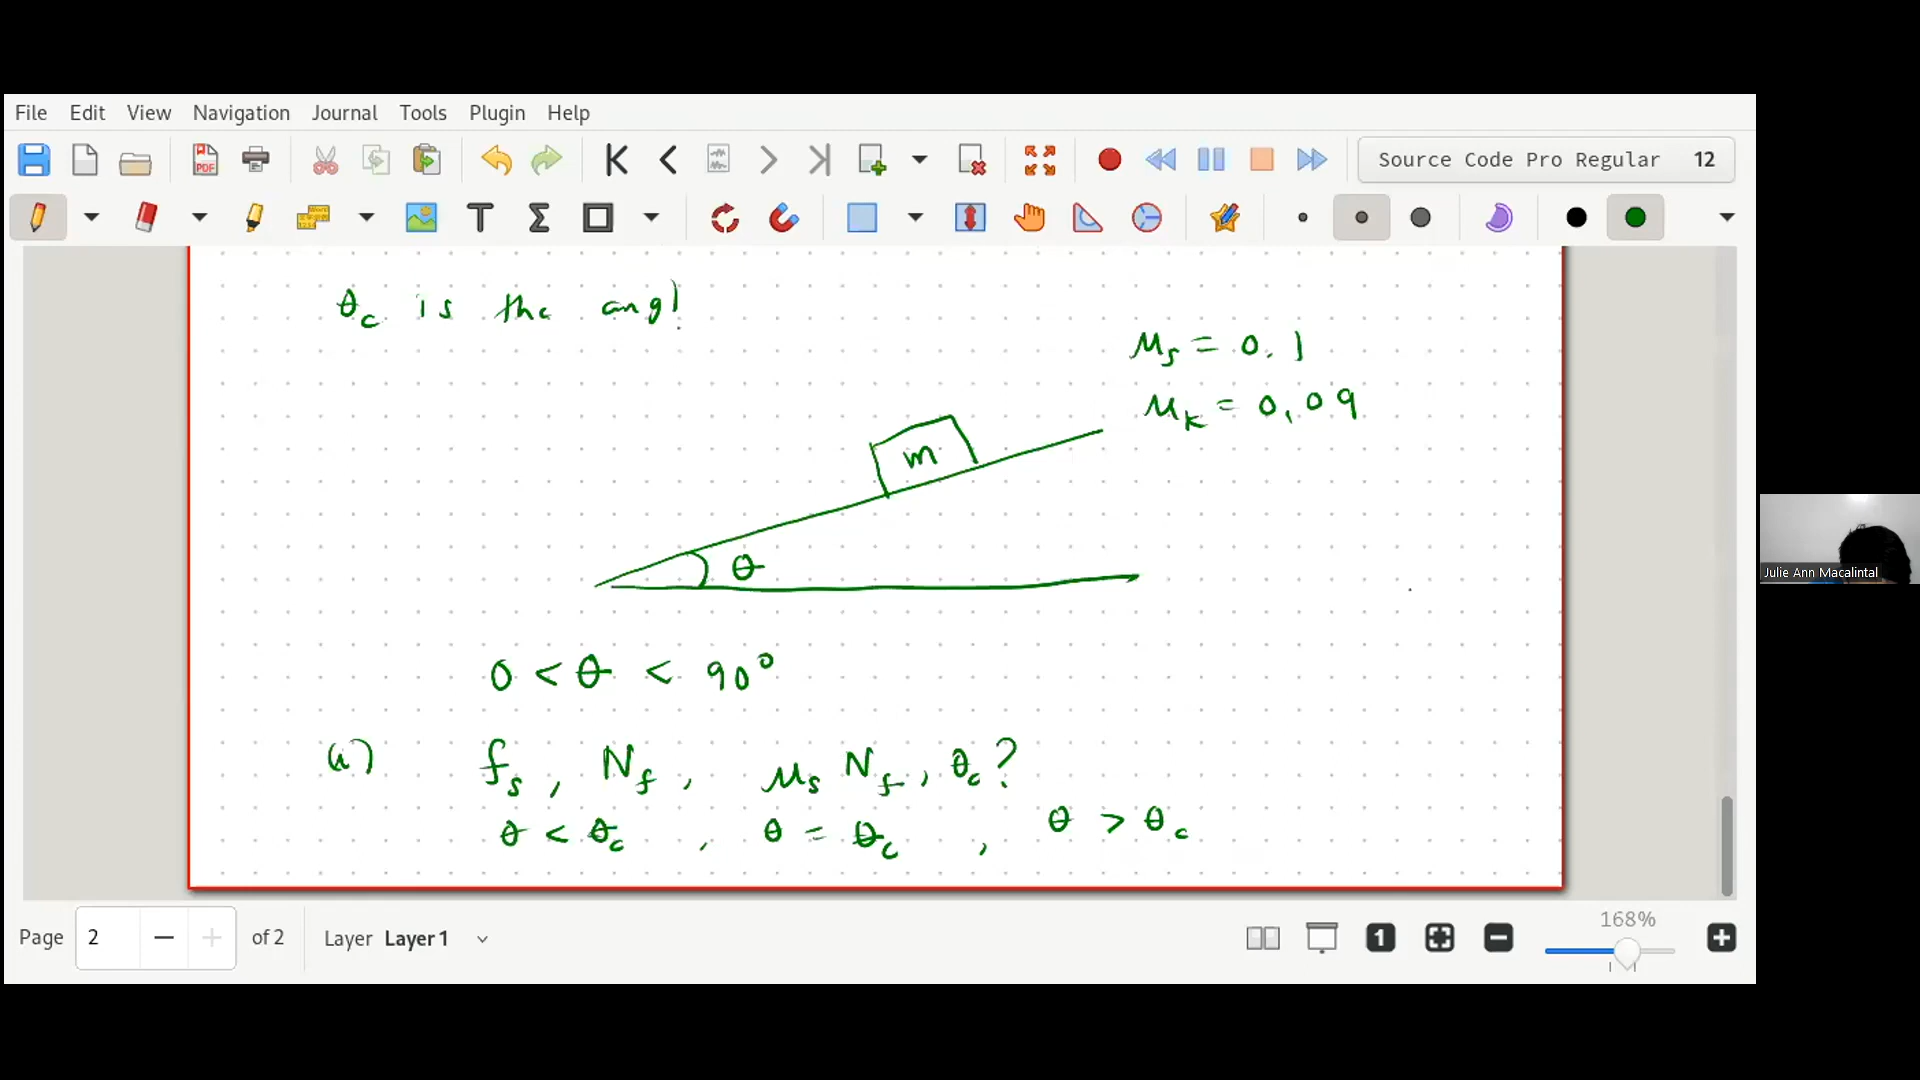 File Edit View Navigation Journal Tools Plugin Help
Source Code Pro Regular 12
θc is the angl
μs = 0.1
μk = 0,09
m
θ
0 < θ < 90°
(a) fs, Nf, μs Nf, θc?
θ < θc , θ = θc , θ > θc
Julie Ann Macalintal
Page 2 of 2 Layer Layer 1 1 168%